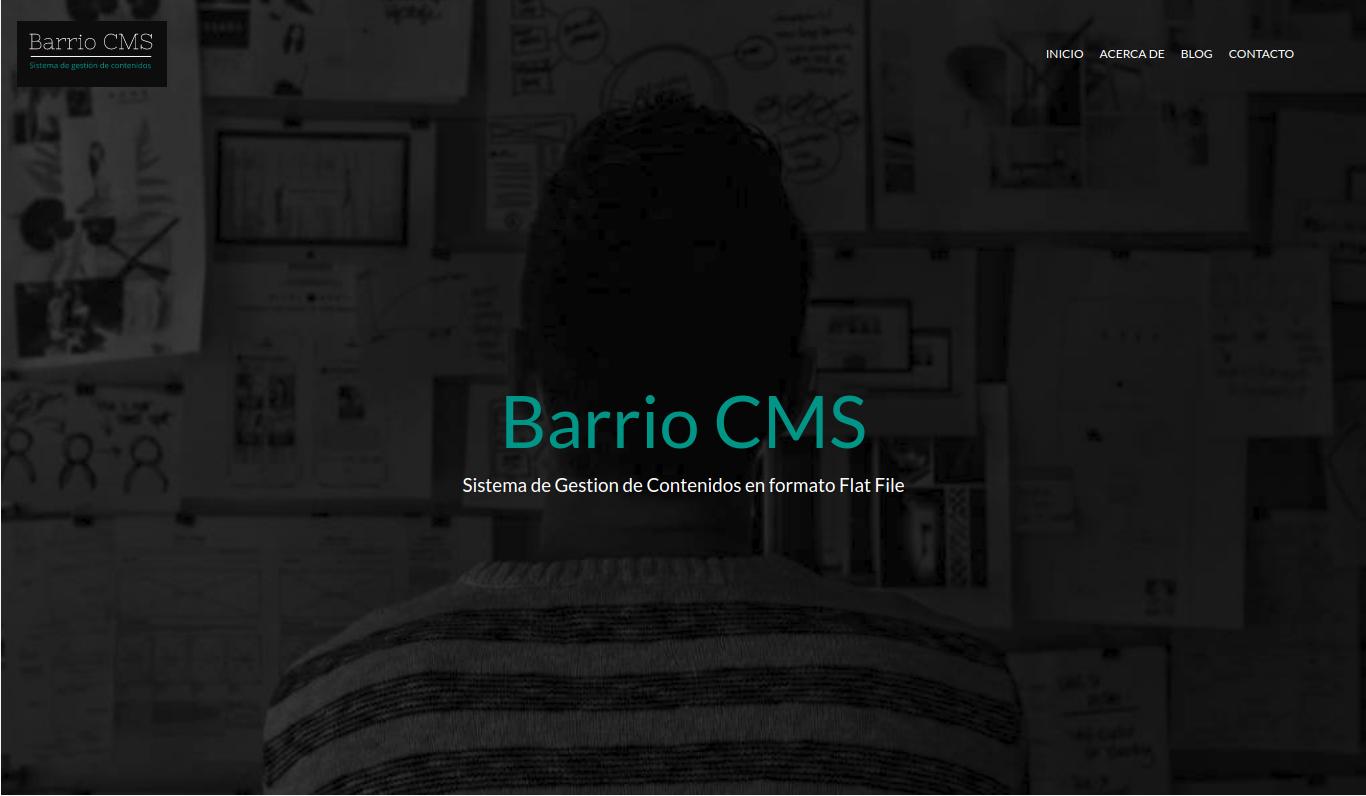 Barrio CMS
Sistema de gestión de contenidos
INICIO ACERCA DE BLOG CONTACTO
Barrio CMS
Sistema de Gestion de Contenidos en formato Flat File